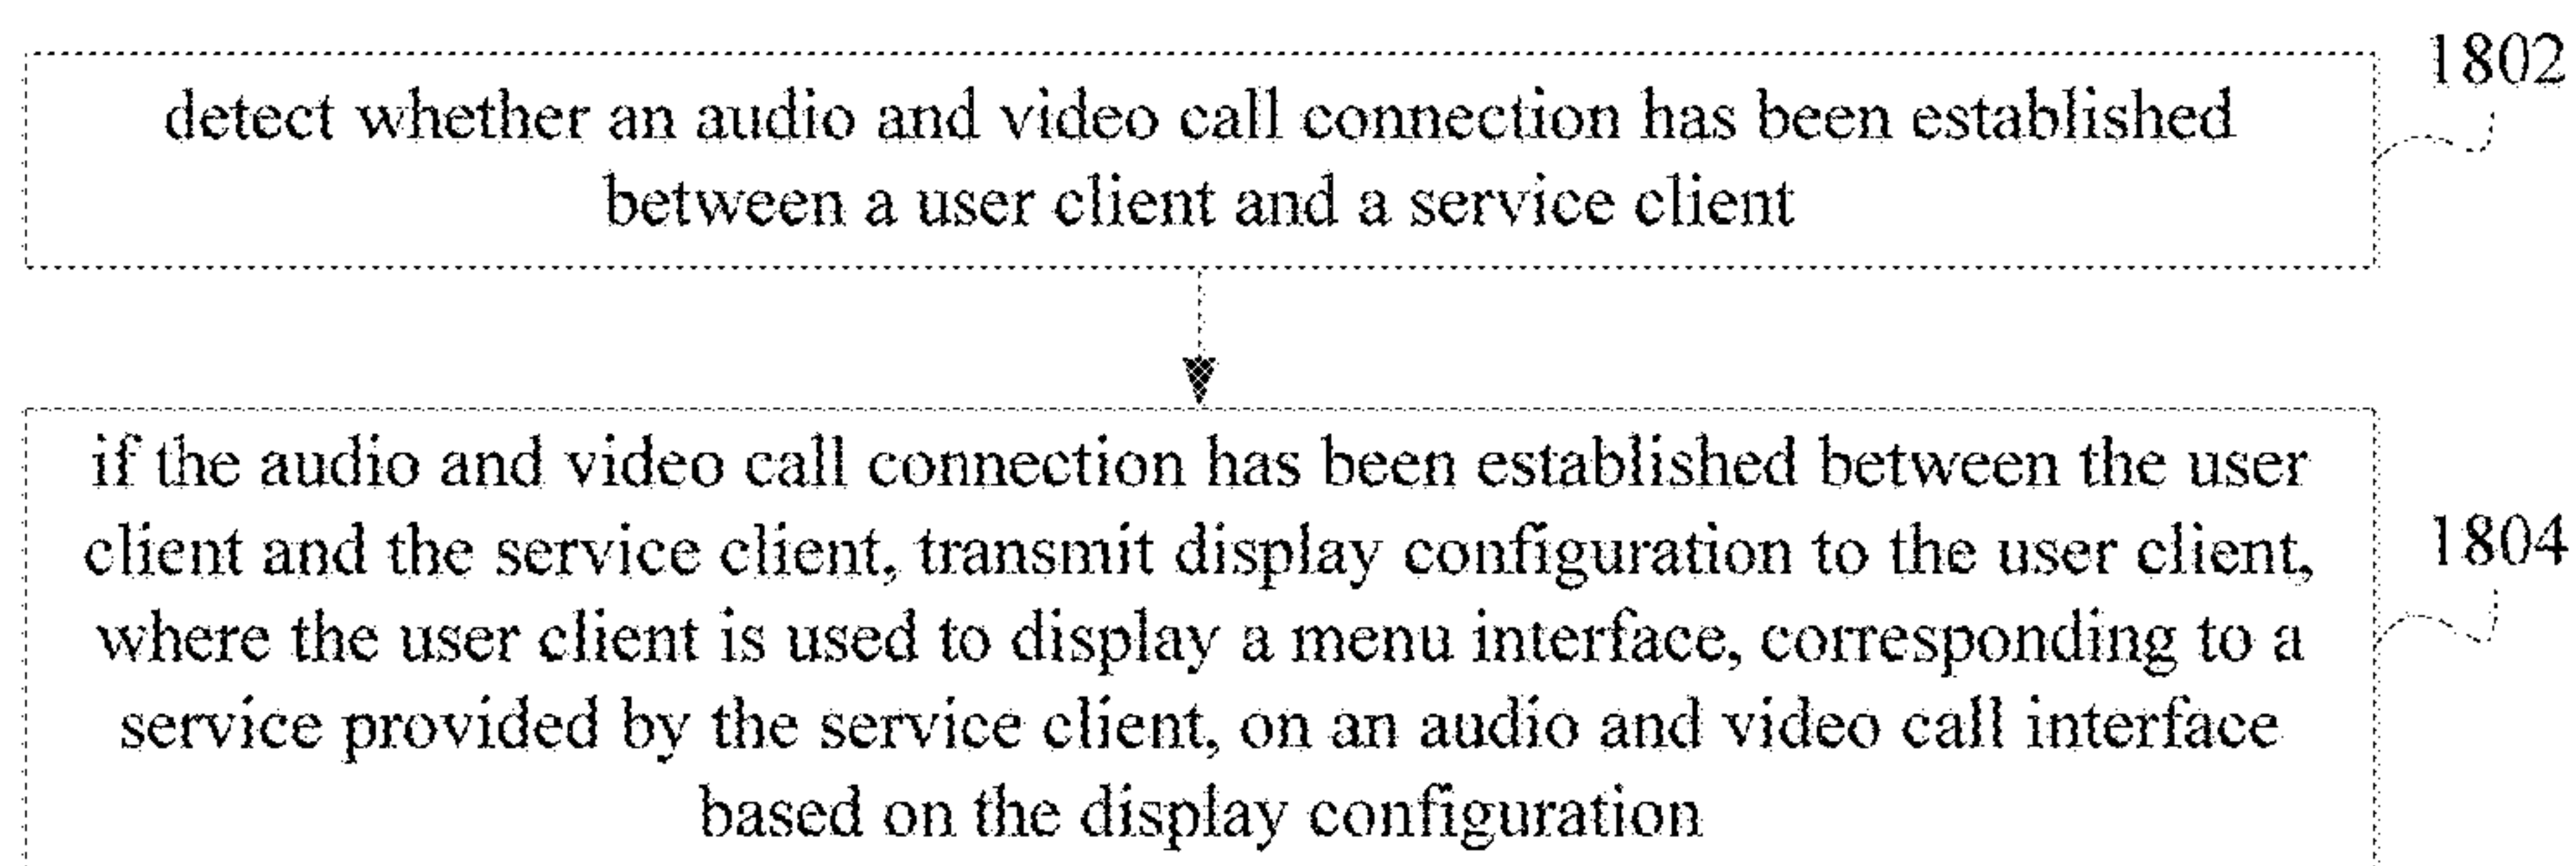 1802
detect whether an audio and video call connection has been established
between a user client and a service client
if the audio and video call connection has been established between the user
client and the service client, transmit display configuration to the user client,
1804
where the user client is used to display a menu interface, corresponding to a
service provided by the service client, on an audio and video call interface
based on the display configuration